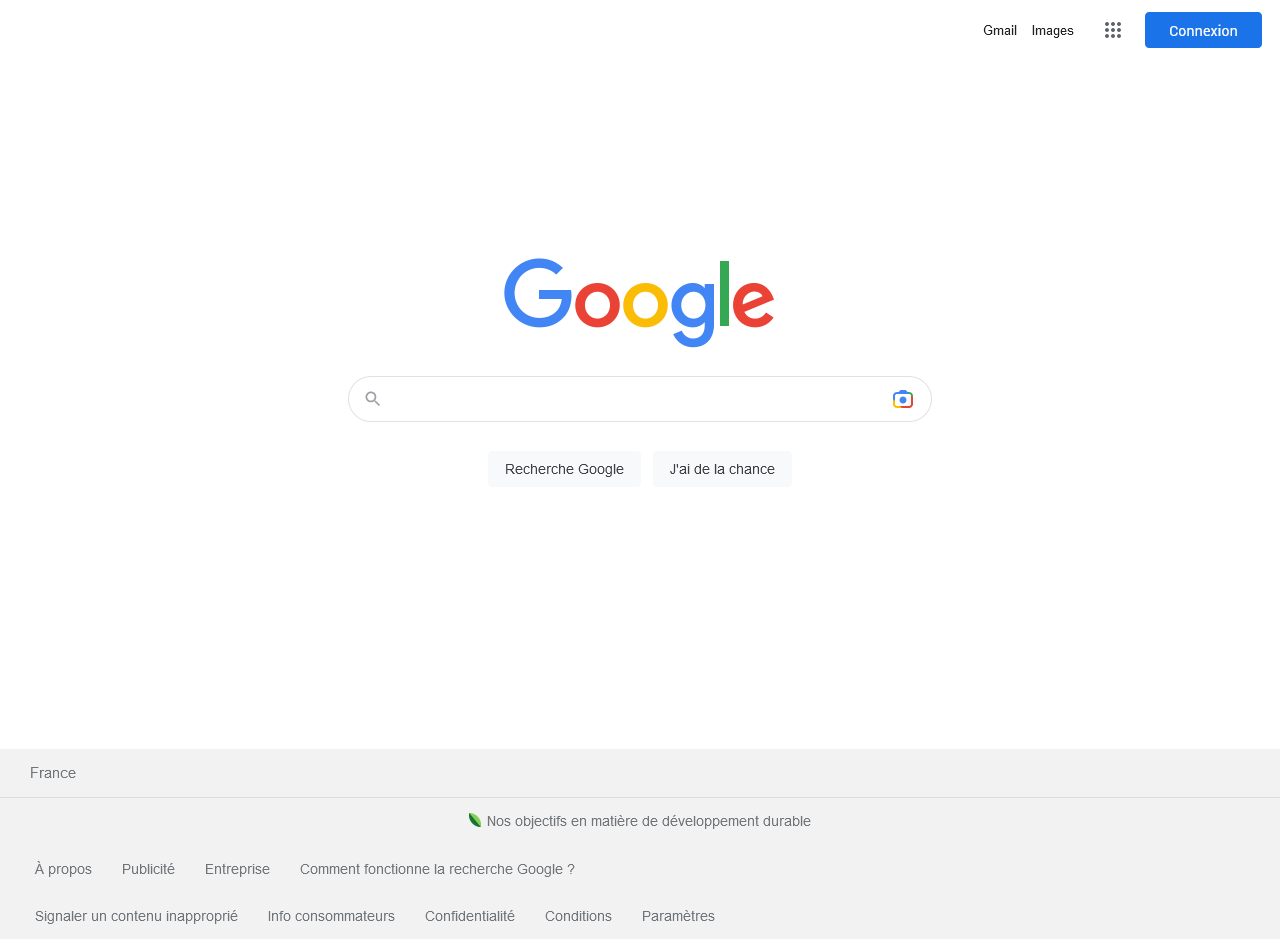 Gmail Images Connexion
Google
Recherche Google J'ai de la chance
France
Nos objectifs en matière de développement durable
À propos Publicité Entreprise Comment fonctionne la recherche Google ?
Signaler un contenu inapproprié Info consommateurs Confidentialité Conditions Paramètres